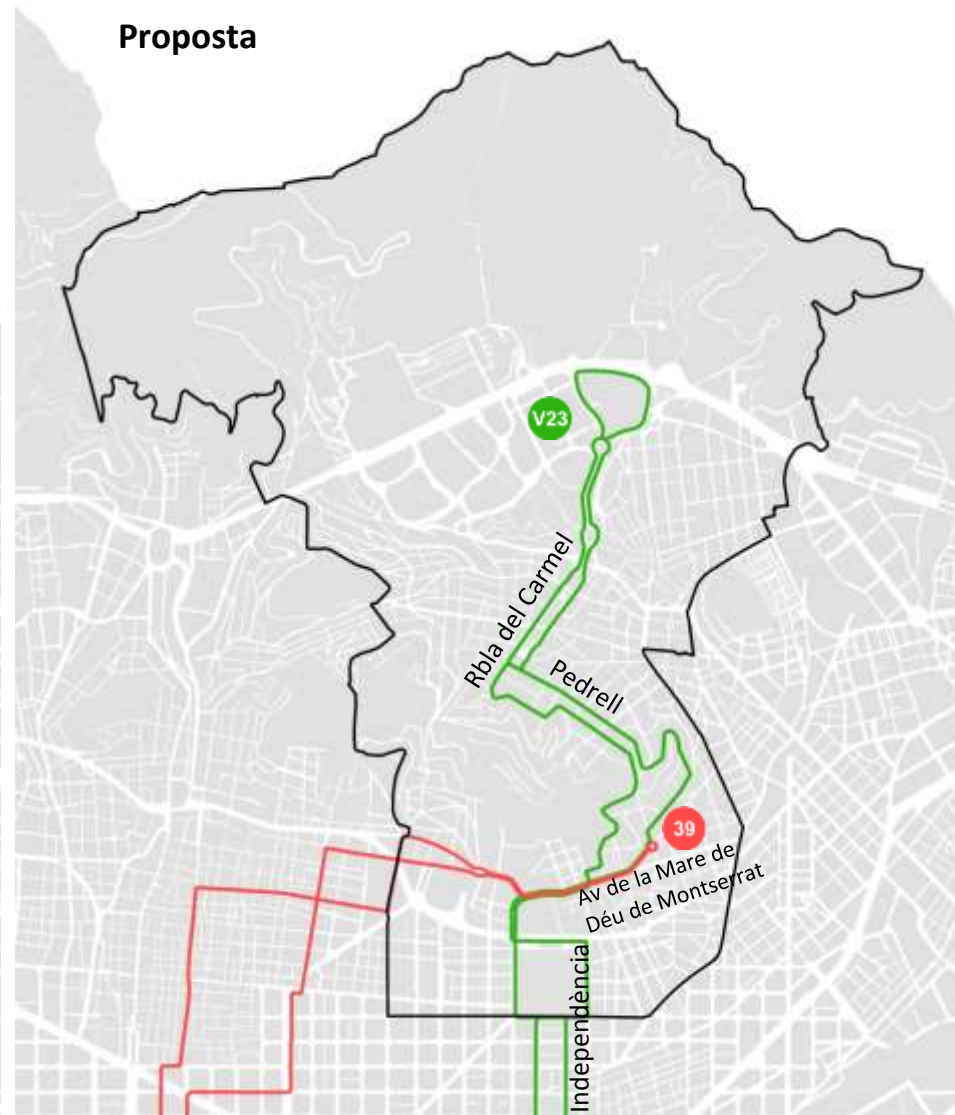 Proposta
V23
Rbla del Carmel
Pedrell
39
Av de la Mare de
Déu de Montserrat
Independència